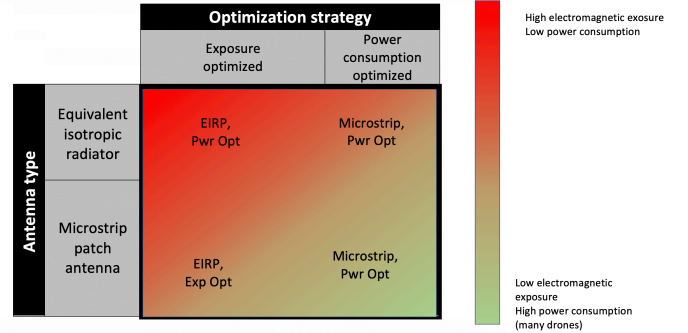 Optimization strategy
Exposure
optimized
Power
consumption
optimized
Antenna type
Equivalent
isotropic
radiator
Microstrip
patch
antenna
EIRP,
Pwr Opt
Microstrip,
Pwr Opt
EIRP,
Exp Opt
Microstrip,
Pwr Opt
High electromagnetic exosure
Low power consumption
Low electromagnetic
exposure
High power consumption
(many drones)